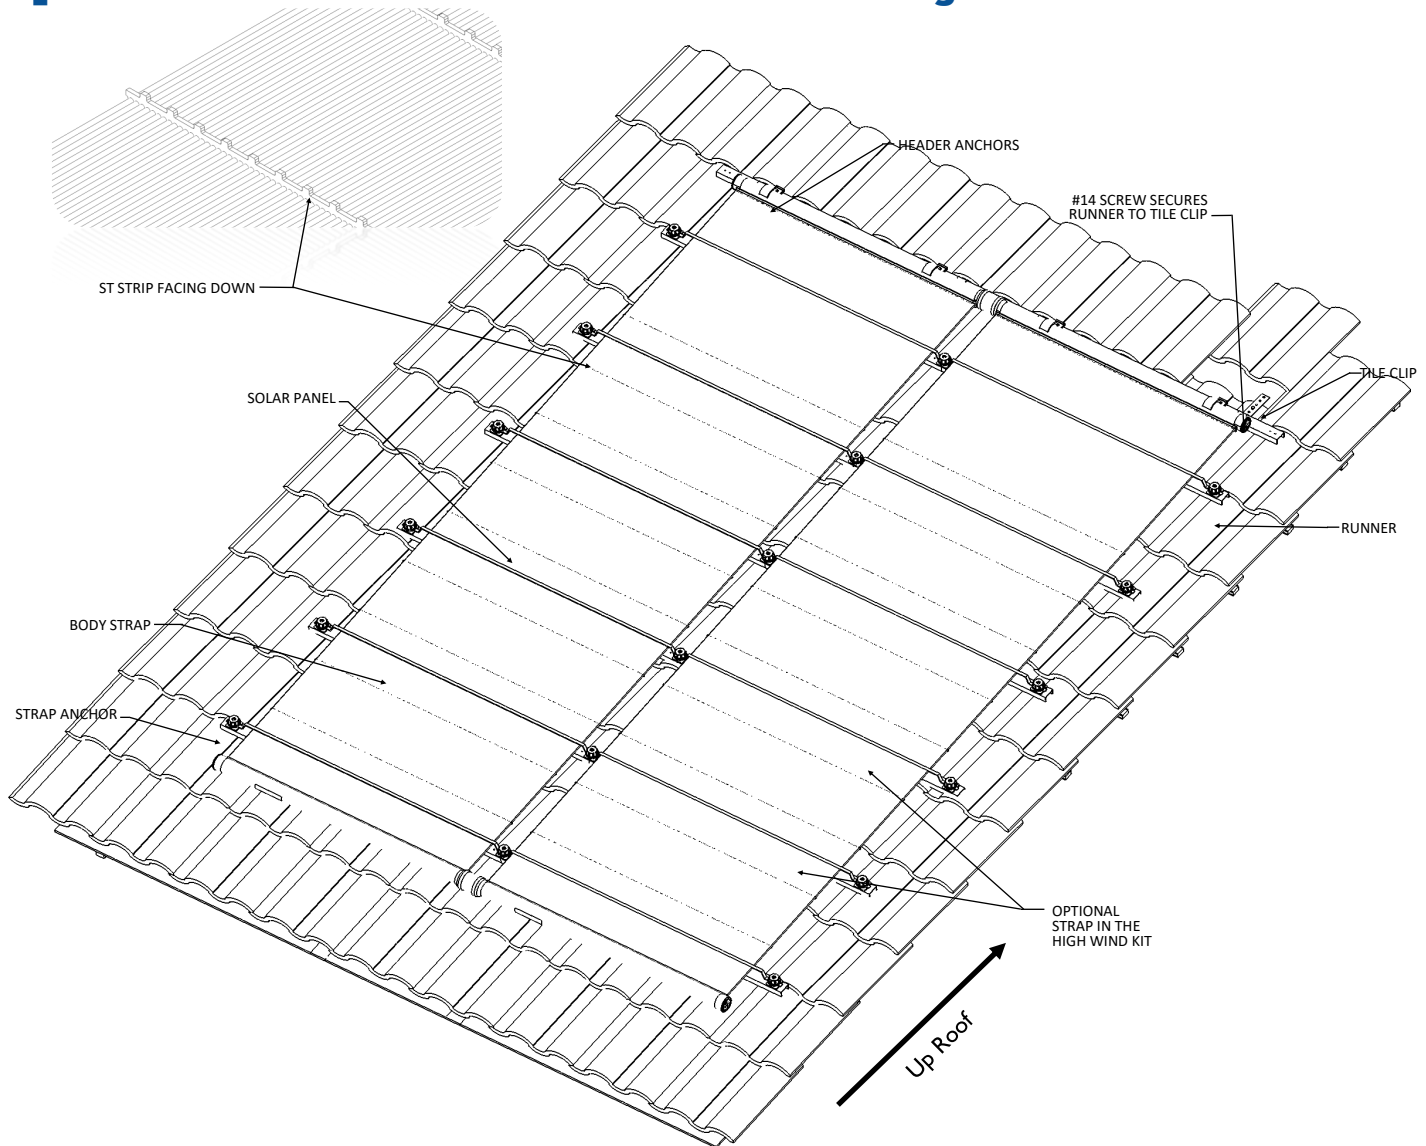 HEADER ANCHORS
#14 SCREW SECURES
RUNNER TO TILE CLIP
ST STRIP FACING DOWN
TILE CLIP
SOLAR PANEL
RUNNER
BODY STRAP
STRAP ANCHOR
OPTIONAL
STRAP IN THE
HIGH WIND KIT
Up Roof